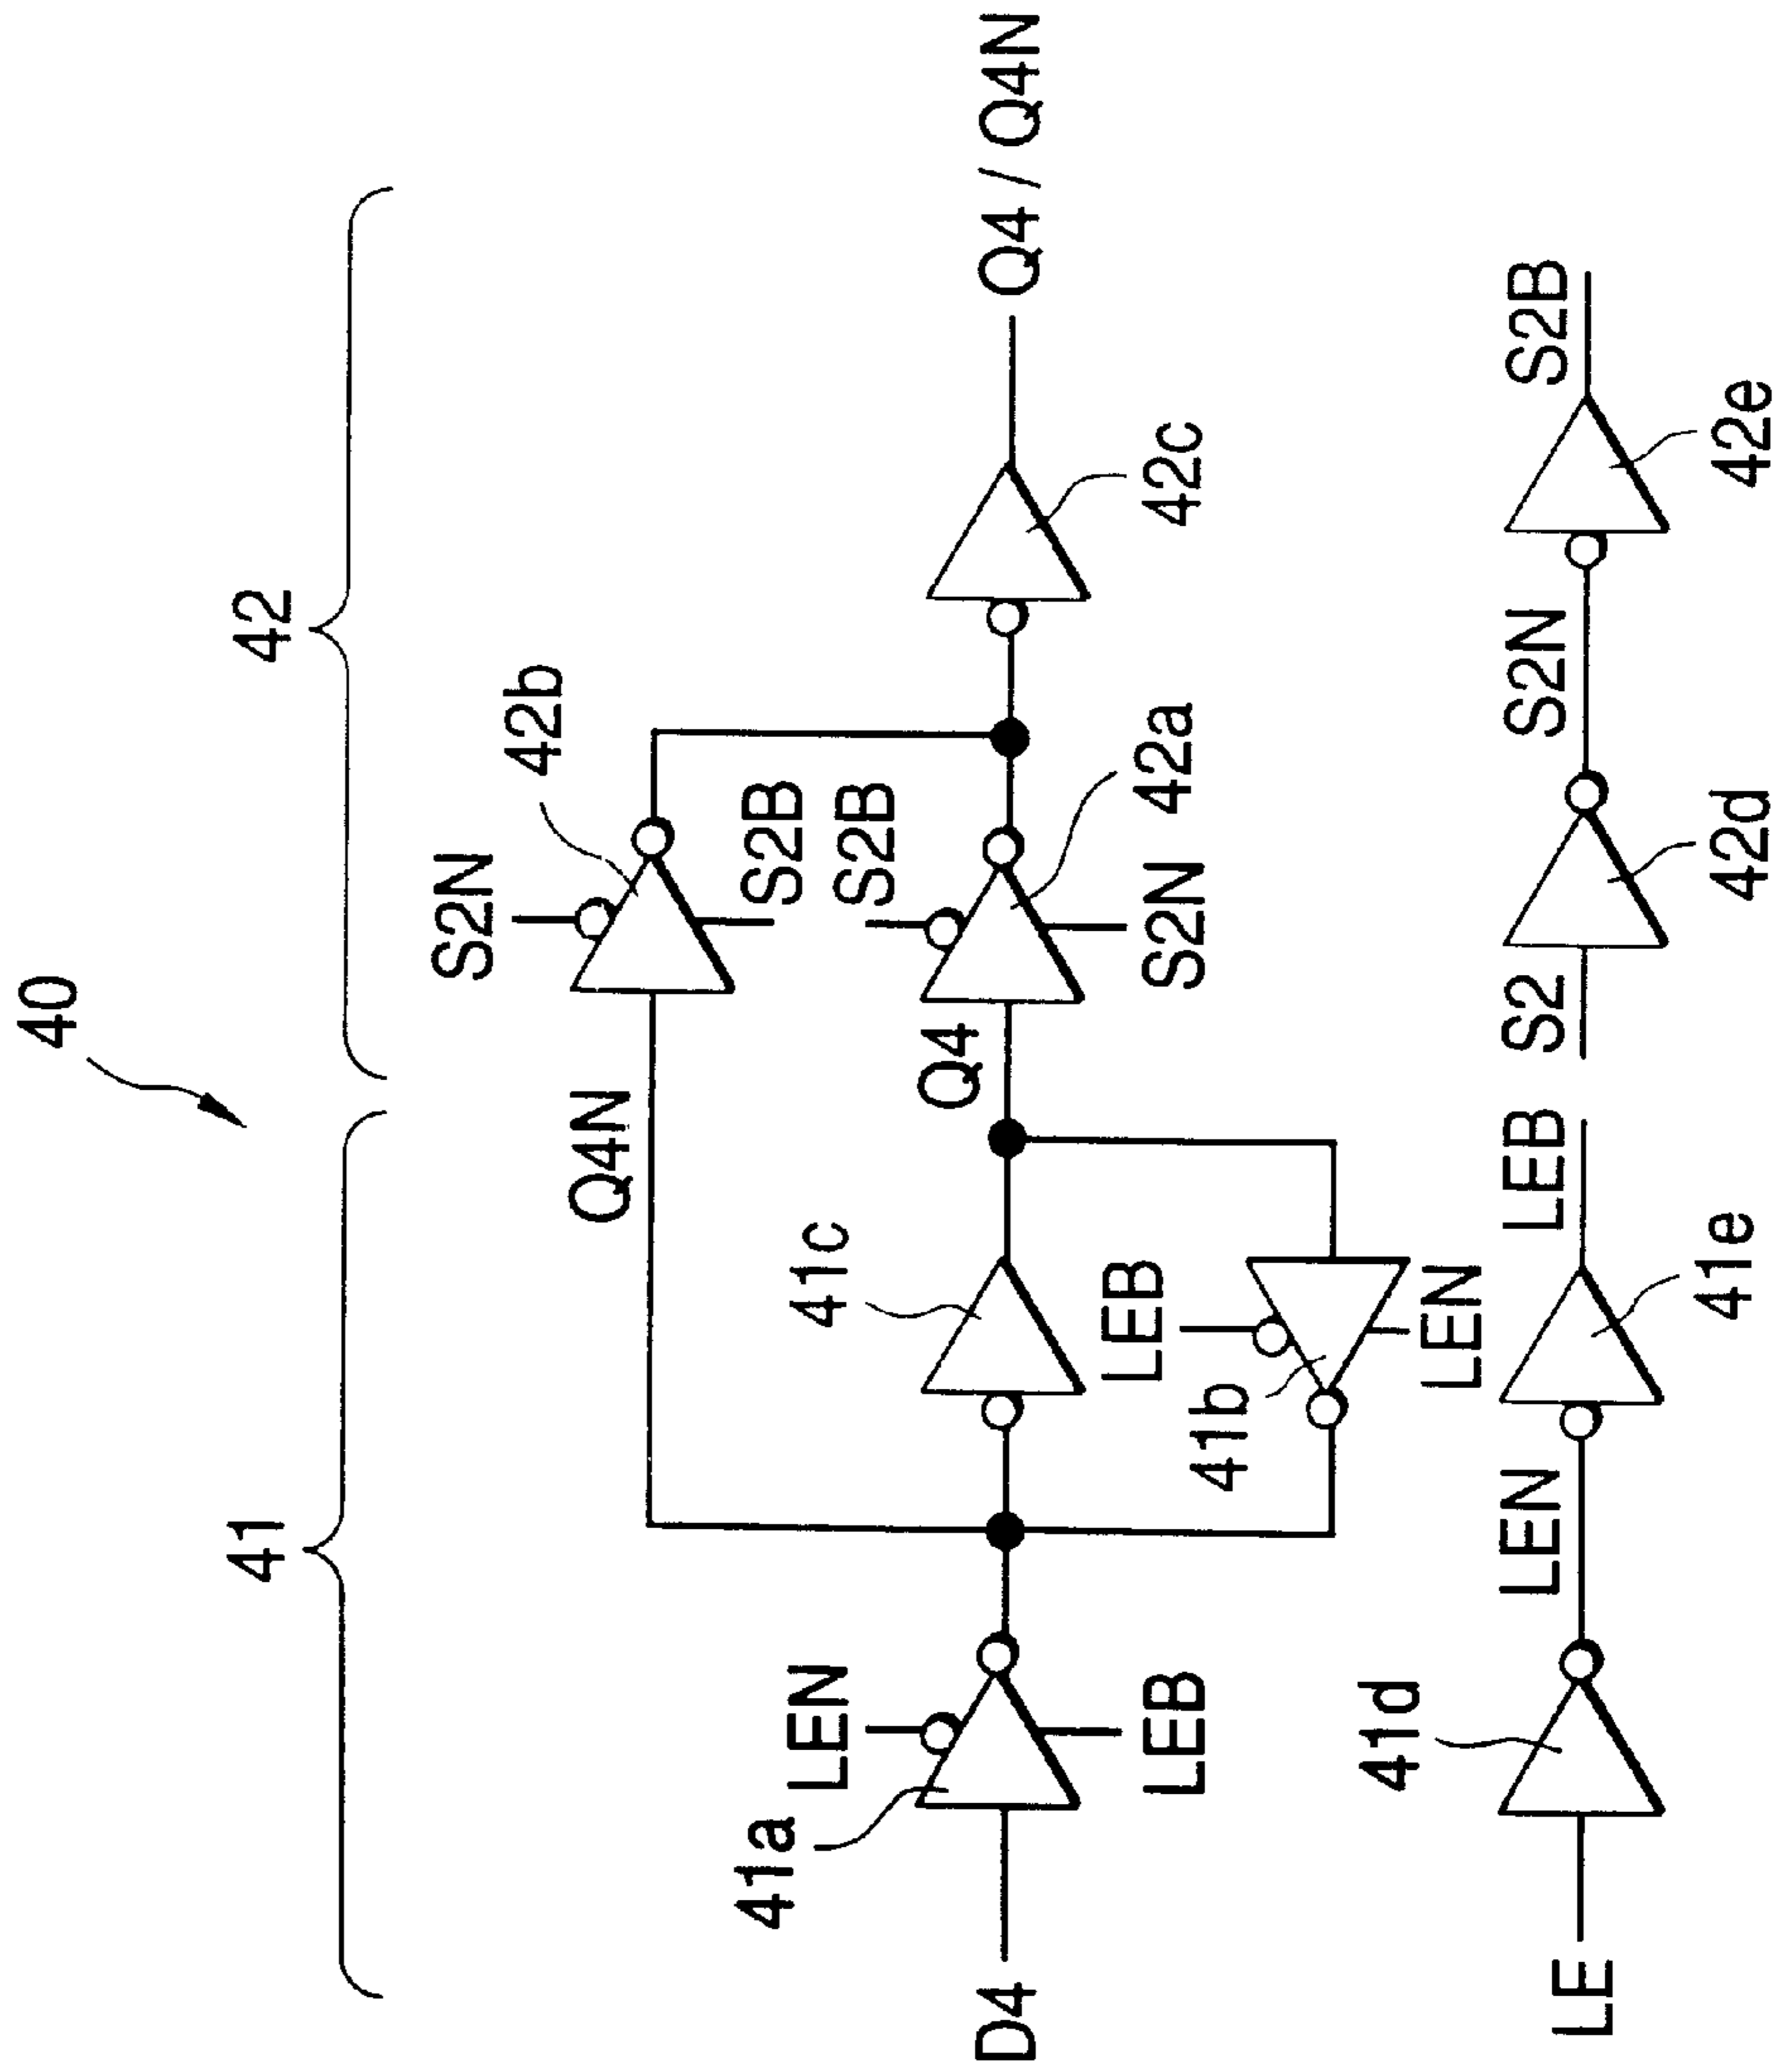 40
41
42
42b
S2N
Q4N
S2B
41c
S2B
LEN
41a
Q4
D4
Q4 / Q4N
LEB
S2N
42a
42c
LEB
41b
LEN
41d
LE
LEN
LEB
S2
S2N
S2B
41e
42d
42e